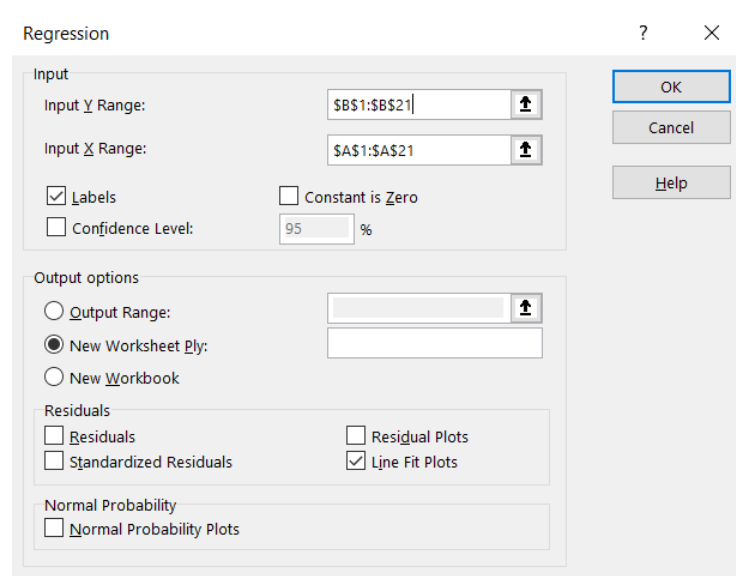 Regression
?
Input
Input Y Range:
$B$1:$B$21
Input X Range:
$A$1:$A$21
Labels
Constant is Zero
Confidence Level:
95
%
OK
Cancel
Help
Output options
Output Range:
New Worksheet Ply:
New Workbook
Residuals
Residuals
Residual Plots
Standardized Residuals
Line Fit Plots
Normal Probability
Normal Probability Plots